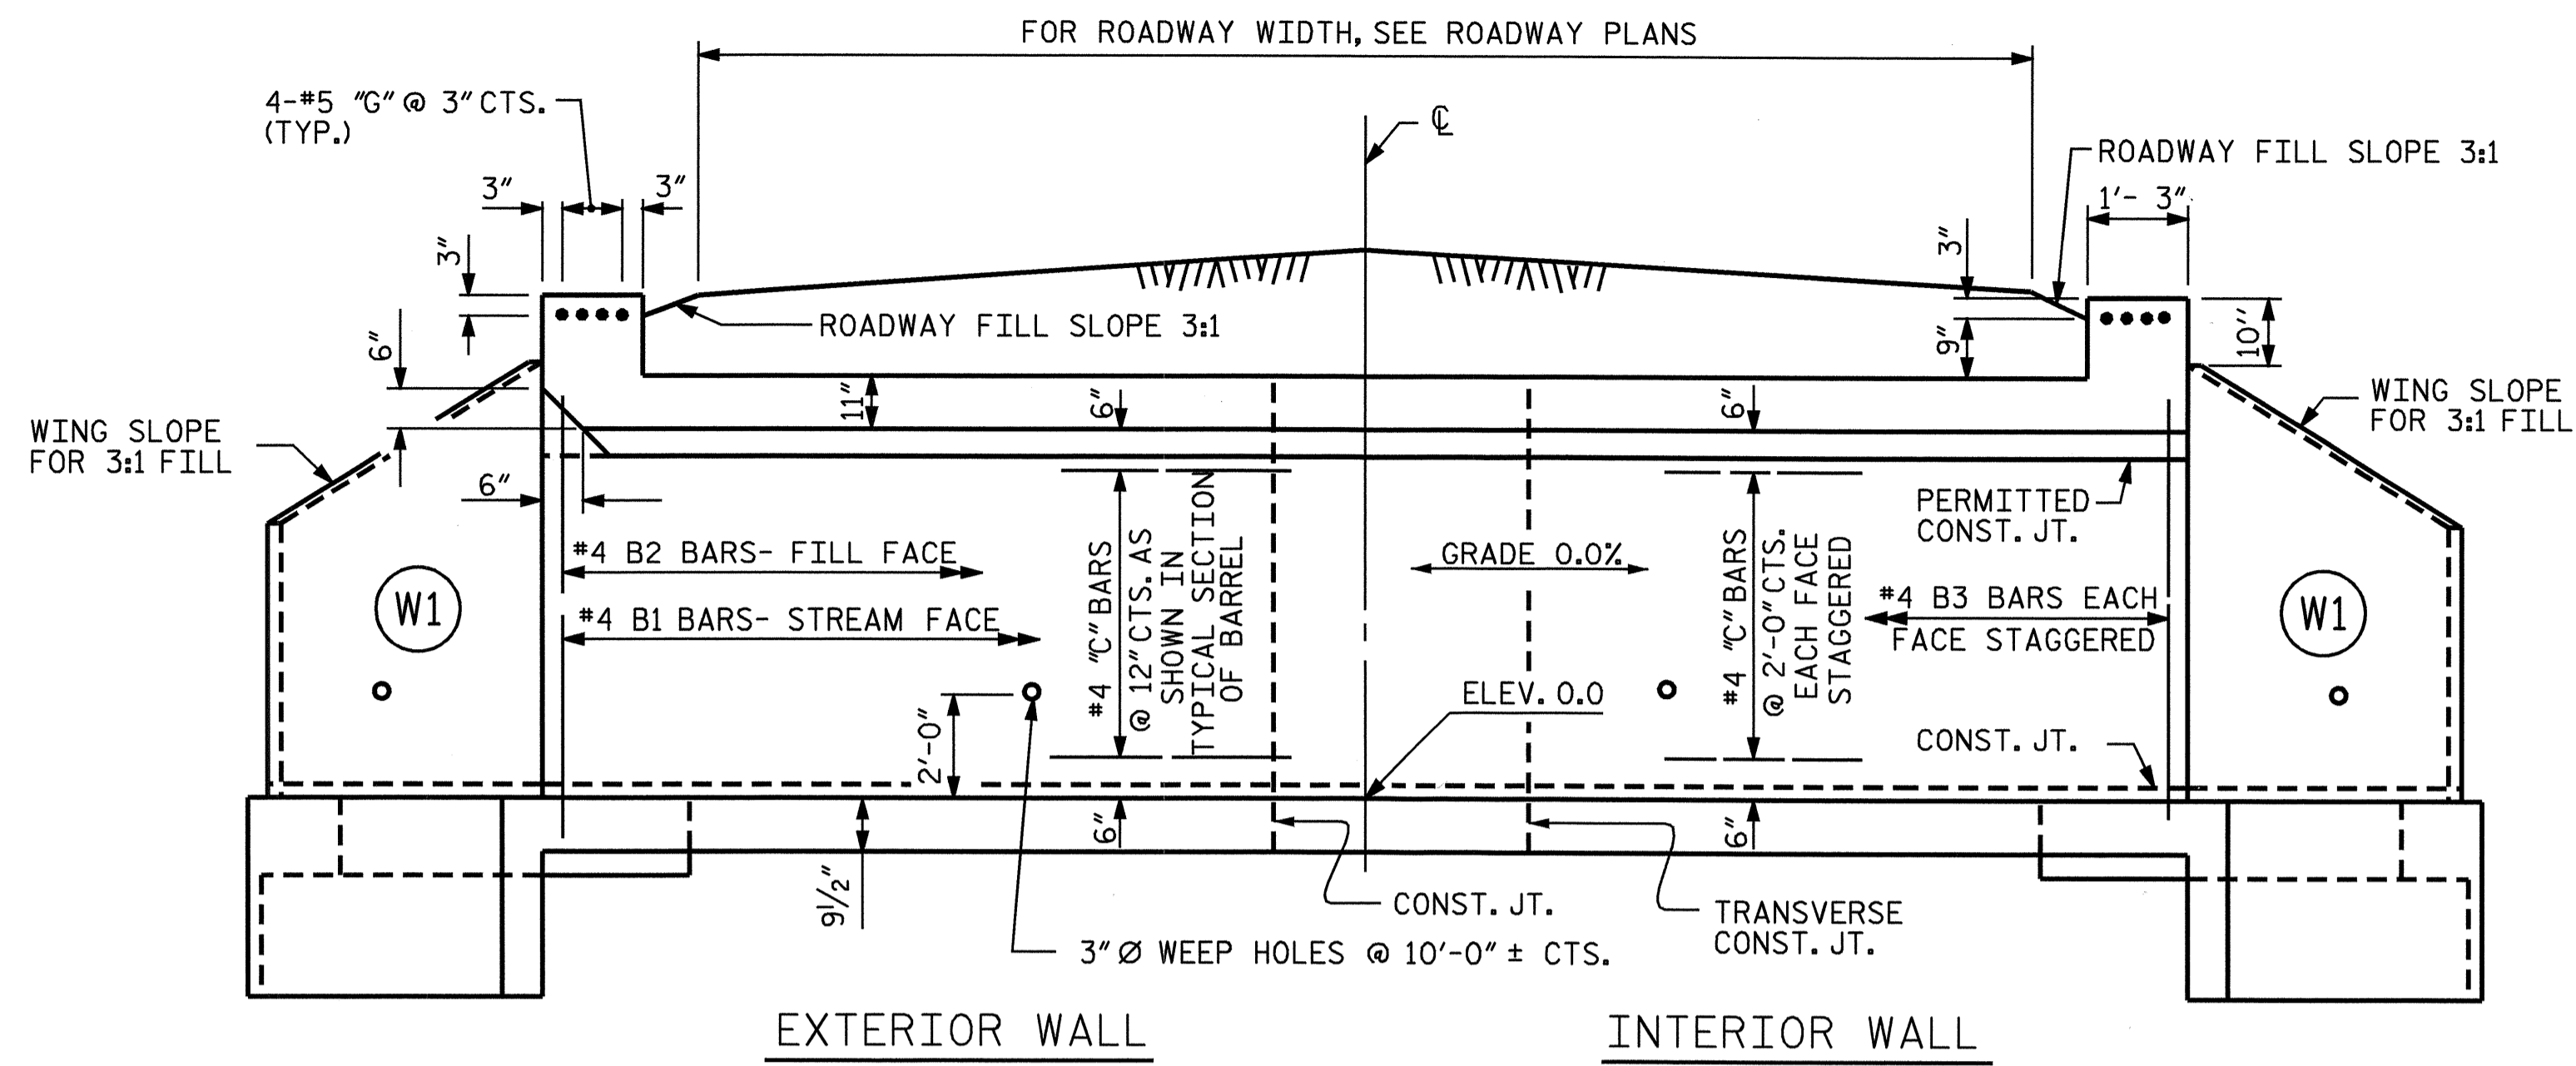 FOR ROADWAY WIDTH, SEE ROADWAY PLANS
4-#5 "G" @ 3" CTS.
(TYP.)
℄
ROADWAY FILL SLOPE 3:1
3"
3"
1'- 3"
3"
3"
ROADWAY FILL SLOPE 3:1
6"
9"
10"
11"
6"
6"
WING SLOPE
FOR 3:1 FILL
WING SLOPE
FOR 3:1 FILL
6"
PERMITTED
CONST. JT.
#4 B2 BARS- FILL FACE
#4 B1 BARS- STREAM FACE
#4 "C" BARS
@ 12" CTS. AS
SHOWN IN
TYPICAL SECTION
OF BARREL
GRADE 0.0%
#4 "C" BARS
@ 2'-0" CTS.
EACH FACE
STAGGERED
#4 B3 BARS EACH
FACE STAGGERED
W1
W1
ELEV. 0.0
2'-0"
CONST. JT.
6"
6"
9½"
CONST. JT.
TRANSVERSE
CONST. JT.
3" Ø WEEP HOLES @ 10'-0" ± CTS.
EXTERIOR WALL
INTERIOR WALL